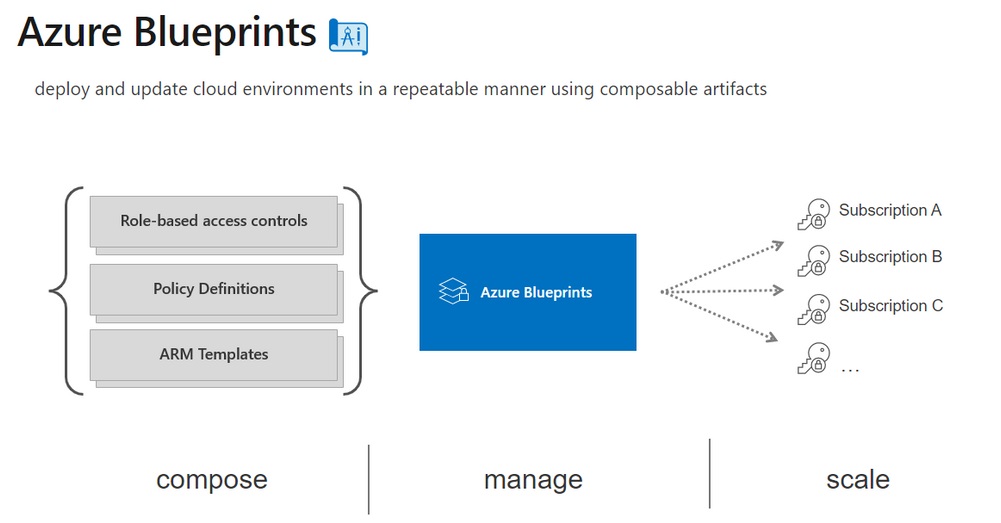 Azure Blueprints
deploy and update cloud environments in a repeatable manner using composable artifacts
Role-based access controls
Policy Definitions
ARM Templates
Azure Blueprints
Subscription A
Subscription B
Subscription C
...
compose
manage
scale